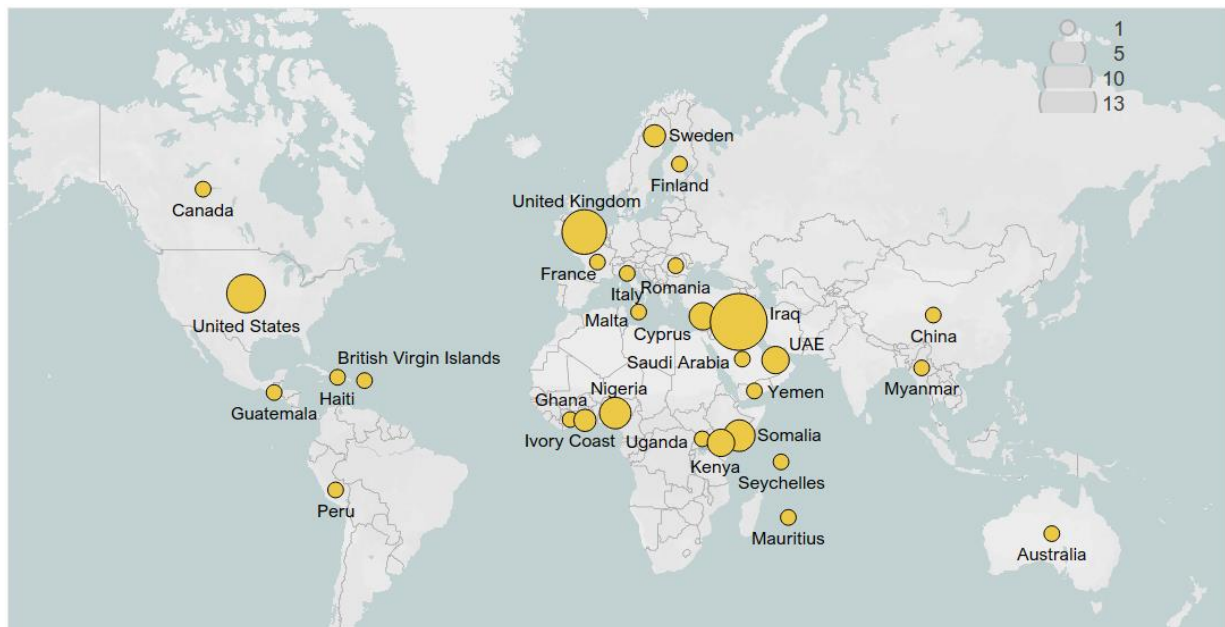 1
5
10
13
Sweden
Finland
United Kingdom
Canada
France
Italy
Romania
United States
Malta
Cyprus
Iraq
China
UAE
British Virgin Islands
Saudi Arabia
Haiti
Guatemala
Nigeria
Yemen
Myanmar
Ghana
Ivory Coast
Uganda
Somalia
Kenya
Seychelles
Peru
Mauritius
Australia